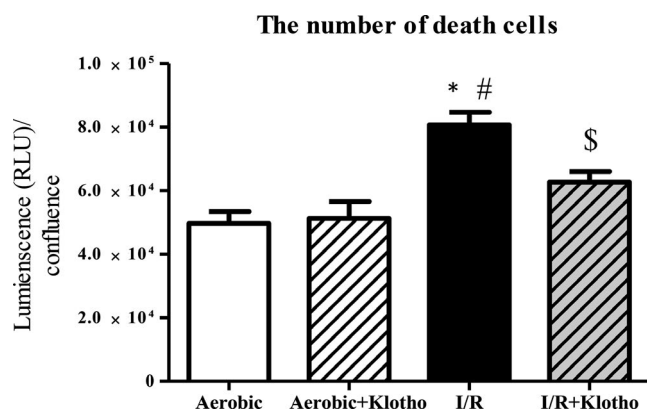 The number of death cells
Lumienscence (RLU)/
confluence
1.0 × 10⁵
8.0 × 10⁴
6.0 × 10⁴
4.0 × 10⁴
2.0 × 10⁴
0
* #
$
Aerobic Aerobic+Klotho I/R I/R+Klotho